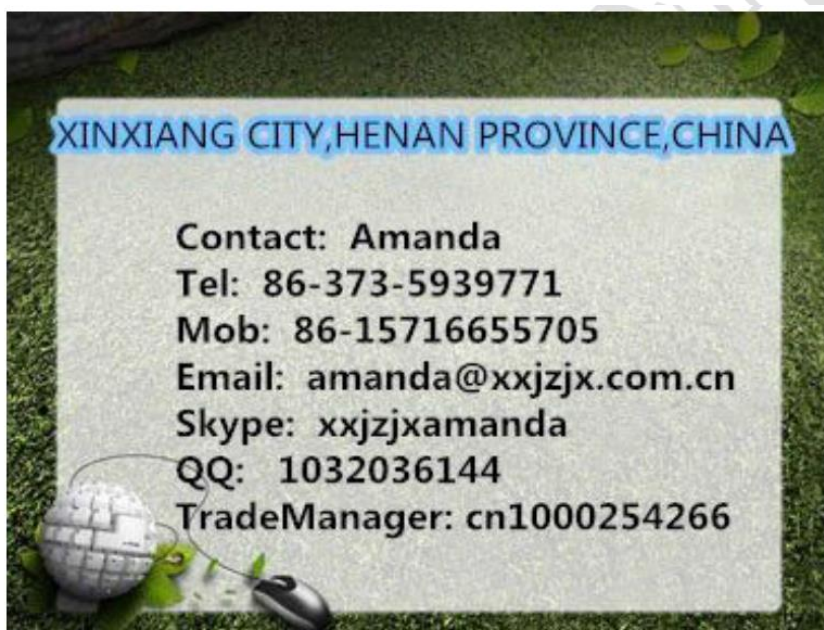 XINXIANG CITY,HENAN PROVINCE,CHINA
Contact: Amanda
Tel: 86-373-5939771
Mob: 86-15716655705
Email: amanda@xxjzjx.com.cn
Skype: xxjzjxamanda
QQ: 1032036144
TradeManager: cn1000254266